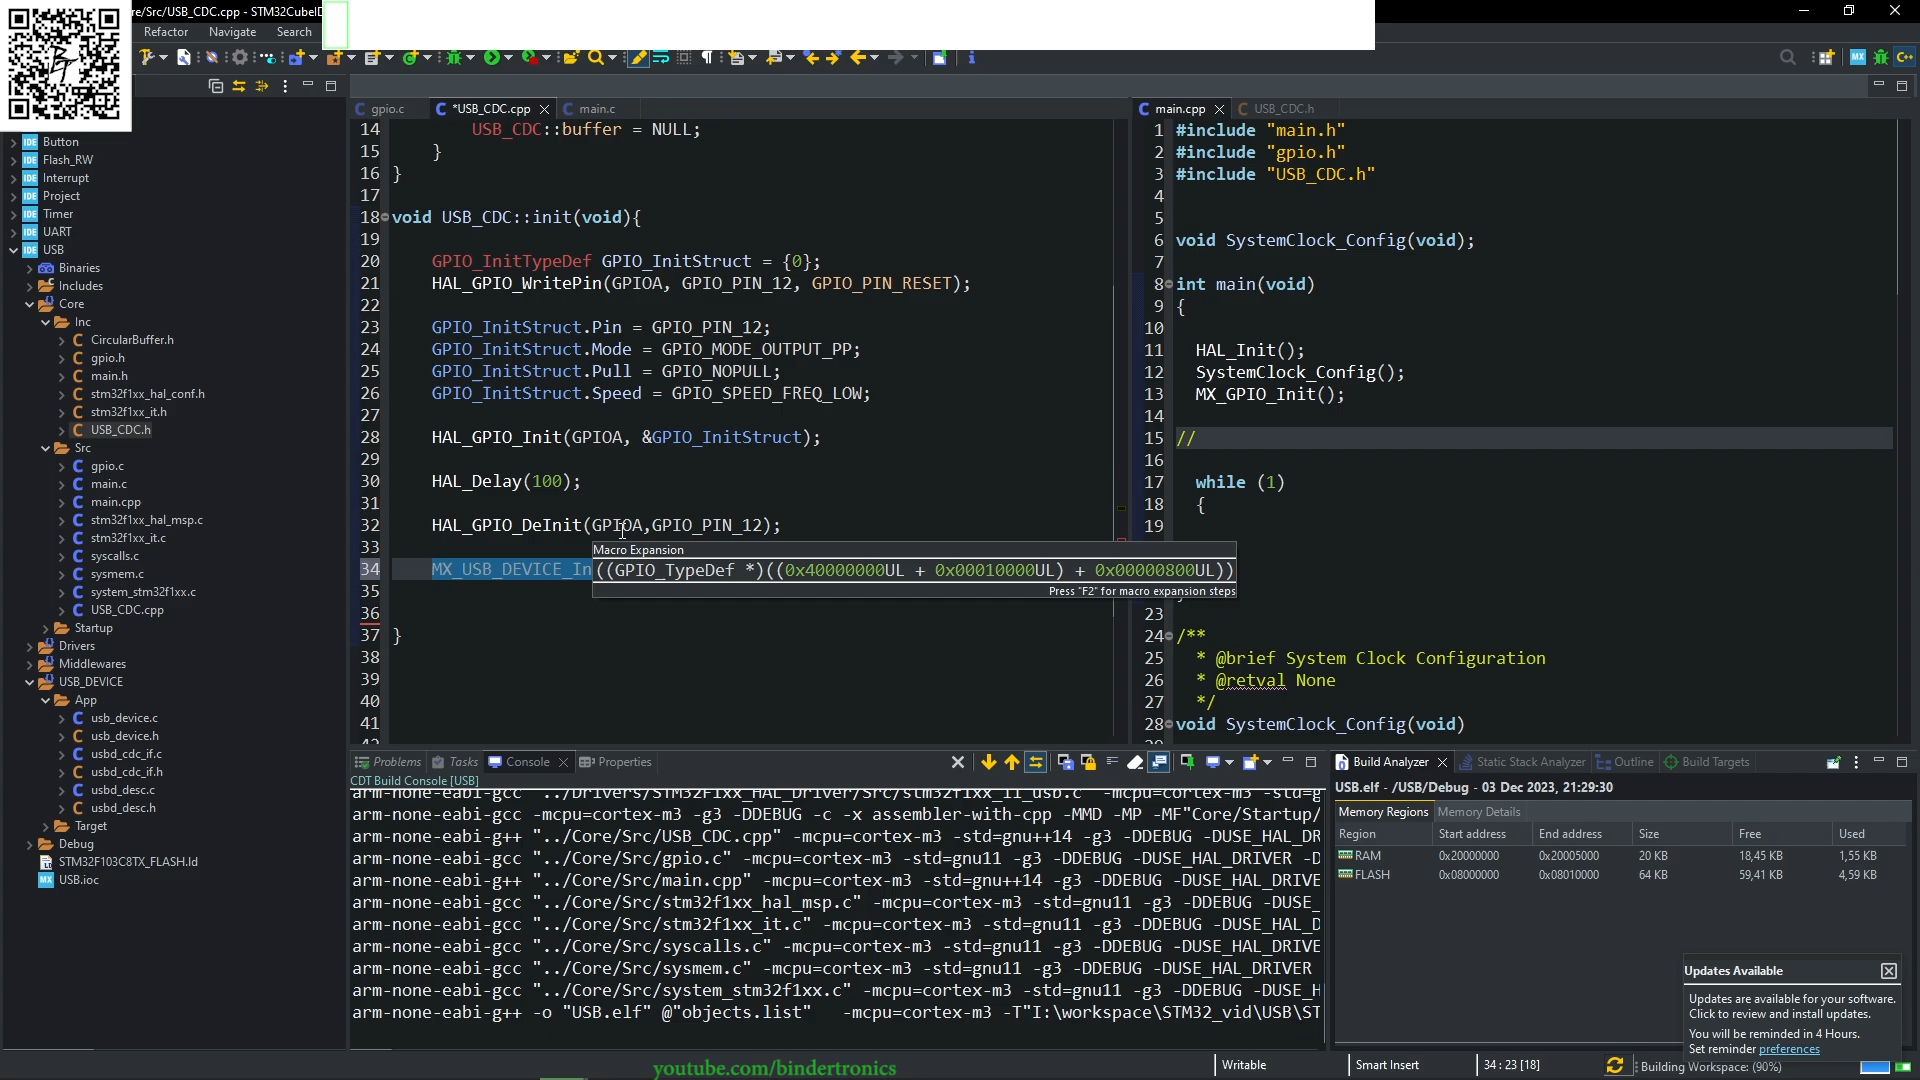 re/Src/USB_CDC.cpp - STM32CubeID
Refactor Navigate Search
gpio.c
*USB_CDC.cpp
main.c
main.cpp
USB_CDC.h
Button
Flash_RW
Interrupt
Project
Timer
UART
USB
Binaries
Includes
Core
Inc
CircularBuffer.h
gpio.h
main.h
stm32f1xx_hal_conf.h
stm32f1xx_it.h
USB_CDC.h
Src
gpio.c
main.c
main.cpp
stm32f1xx_hal_msp.c
stm32f1xx_it.c
syscalls.c
sysmem.c
system_stm32f1xx.c
USB_CDC.cpp
Startup
Drivers
Middlewares
USB_DEVICE
App
usb_device.c
usb_device.h
usbd_cdc_if.c
usbd_cdc_if.h
usbd_desc.c
usbd_desc.h
Target
Debug
STM32F103C8TX_FLASH.ld
USB.ioc
14 USB_CDC::buffer = NULL;
15 }
16 }
17
18 void USB_CDC::init(void){
19
20 GPIO_InitTypeDef GPIO_InitStruct = {0};
21 HAL_GPIO_WritePin(GPIOA, GPIO_PIN_12, GPIO_PIN_RESET);
22
23 GPIO_InitStruct.Pin = GPIO_PIN_12;
24 GPIO_InitStruct.Mode = GPIO_MODE_OUTPUT_PP;
25 GPIO_InitStruct.Pull = GPIO_NOPULL;
26 GPIO_InitStruct.Speed = GPIO_SPEED_FREQ_LOW;
27
28 HAL_GPIO_Init(GPIOA, &GPIO_InitStruct);
29
30 HAL_Delay(100);
31
32 HAL_GPIO_DeInit(GPIOA,GPIO_PIN_12);
33
34 MX_USB_DEVICE_In
35
36
37 }
38
39
40
41
Macro Expansion
((GPIO_TypeDef *)((0x40000000UL + 0x00010000UL) + 0x00000800UL))
Press "F2" for macro expansion steps
1 #include "main.h"
2 #include "gpio.h"
3 #include "USB_CDC.h"
4
5
6 void SystemClock_Config(void);
7
8 int main(void)
9 {
10
11 HAL_Init();
12 SystemClock_Config();
13 MX_GPIO_Init();
14
15 //
16
17 while (1)
18 {
19
23
24 /**
25 * @brief System Clock Configuration
26 * @retval None
27 */
28 void SystemClock_Config(void)
Problems Tasks Console Properties
CDT Build Console [USB]
arm-none-eabi-gcc "../Drivers/STM32F1xx_HAL_Driver/Src/stm32f1xx_ll_usb.c" -mcpu=cortex-m3 -std=g
arm-none-eabi-gcc -mcpu=cortex-m3 -g3 -DDEBUG -c -x assembler-with-cpp -MMD -MP -MF"Core/Startup/
arm-none-eabi-g++ "../Core/Src/USB_CDC.cpp" -mcpu=cortex-m3 -std=gnu++14 -g3 -DDEBUG -DUSE_HAL_DR
arm-none-eabi-gcc "../Core/Src/gpio.c" -mcpu=cortex-m3 -std=gnu11 -g3 -DDEBUG -DUSE_HAL_DRIVER -D
arm-none-eabi-g++ "../Core/Src/main.cpp" -mcpu=cortex-m3 -std=gnu++14 -g3 -DDEBUG -DUSE_HAL_DRIVE
arm-none-eabi-gcc "../Core/Src/stm32f1xx_hal_msp.c" -mcpu=cortex-m3 -std=gnu11 -g3 -DDEBUG -DUSE_
arm-none-eabi-gcc "../Core/Src/stm32f1xx_it.c" -mcpu=cortex-m3 -std=gnu11 -g3 -DDEBUG -DUSE_HAL_D
arm-none-eabi-gcc "../Core/Src/syscalls.c" -mcpu=cortex-m3 -std=gnu11 -g3 -DDEBUG -DUSE_HAL_DRIVE
arm-none-eabi-gcc "../Core/Src/sysmem.c" -mcpu=cortex-m3 -std=gnu11 -g3 -DDEBUG -DUSE_HAL_DRIVER
arm-none-eabi-gcc "../Core/Src/system_stm32f1xx.c" -mcpu=cortex-m3 -std=gnu11 -g3 -DDEBUG -DUSE_H
arm-none-eabi-g++ -o "USB.elf" @"objects.list" -mcpu=cortex-m3 -T"I:\workspace\STM32_vid\USB\ST
Build Analyzer Static Stack Analyzer Outline Build Targets
USB.elf - /USB/Debug - 03 Dec 2023, 21:29:30
Memory Regions Memory Details
Region Start address End address Size Free Used
RAM 0x20000000 0x20005000 20 KB 18,45 KB 1,55 KB
FLASH 0x08000000 0x08010000 64 KB 59,41 KB 4,59 KB
Updates Available
Updates are available for your software.
Click to review and install updates.
You will be reminded in 4 Hours.
Set reminder preferences
youtube.com/bindertronics
Writable
Smart Insert
34 : 23 [18]
Building Workspace: (90%)